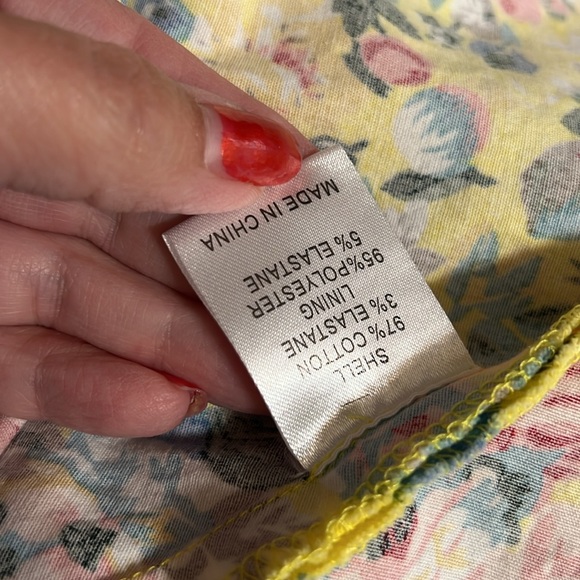 SHELL
97% COTTON
3% ELASTANE
LINING
95%POLYESTER
5% ELASTANE
MADE IN CHINA